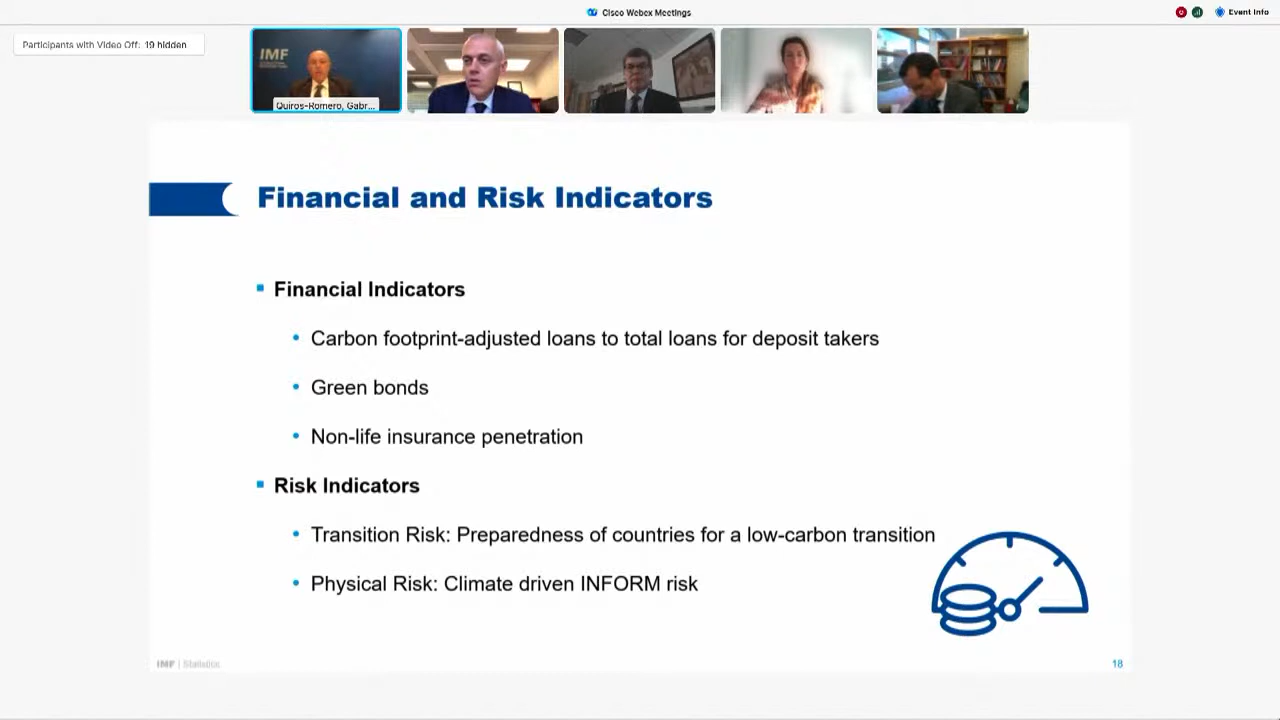 Cisco Webex Meetings
Event Info
Participants with Video Off: 19 hidden
IMF
Quiros-Romero, Gabr...
Financial and Risk Indicators
Financial Indicators
Carbon footprint-adjusted loans to total loans for deposit takers
Green bonds
Non-life insurance penetration
Risk Indicators
Transition Risk: Preparedness of countries for a low-carbon transition
Physical Risk: Climate driven INFORM risk
IMF | Statistics
18